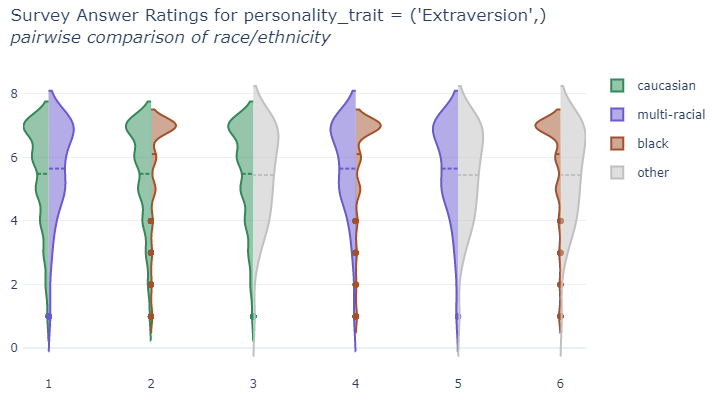 Survey Answer Ratings for personality_trait = ('Extraversion',)
pairwise comparison of race/ethnicity
caucasian
multi-racial
black
other
8
6
4
2
0
1 2 3 4 5 6